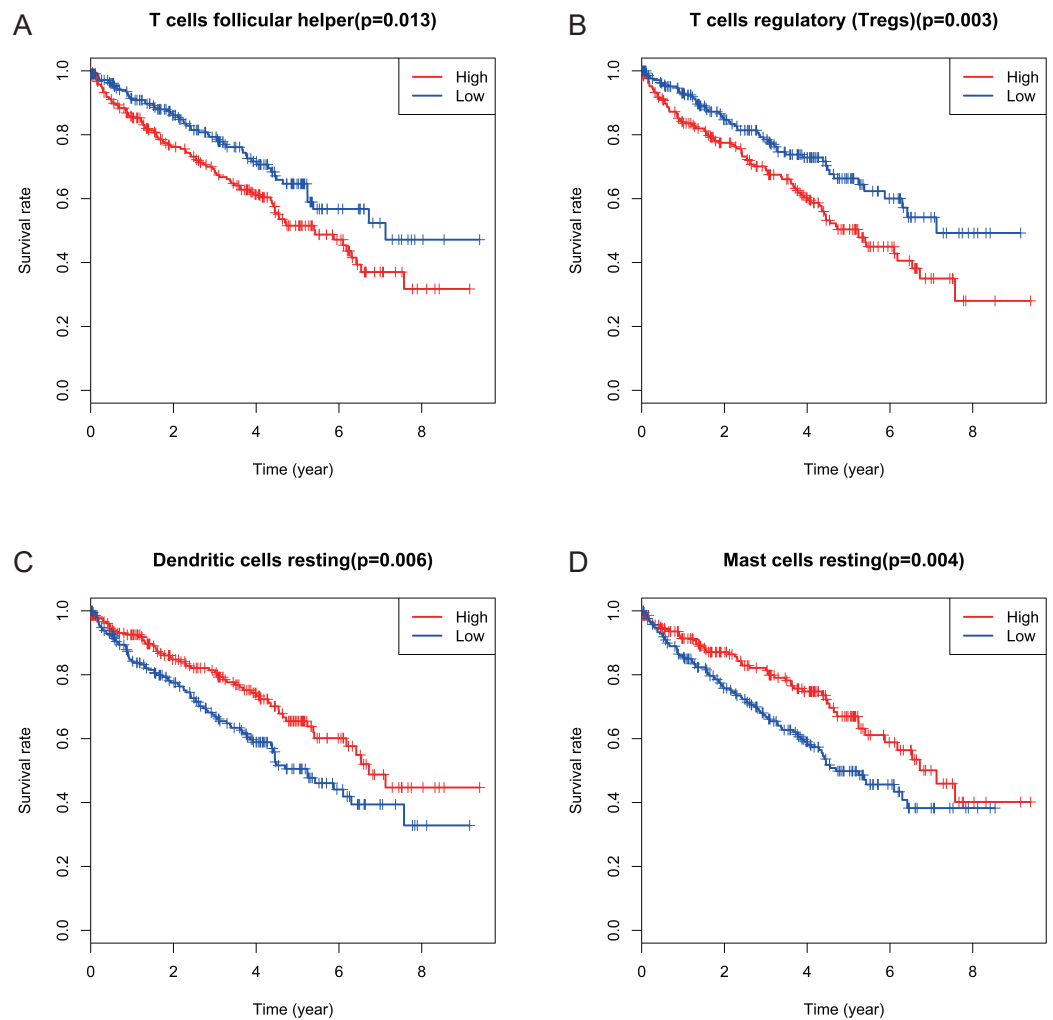 A
T cells follicular helper(p=0.013)
High
Low
1.0
0.8
0.6
0.4
0.2
0.0
Survival rate
0 2 4 6 8
Time (year)
B
T cells regulatory (Tregs)(p=0.003)
High
Low
1.0
0.8
0.6
0.4
0.2
0.0
Survival rate
0 2 4 6 8
Time (year)
C
Dendritic cells resting(p=0.006)
High
Low
1.0
0.8
0.6
0.4
0.2
0.0
Survival rate
0 2 4 6 8
Time (year)
D
Mast cells resting(p=0.004)
High
Low
1.0
0.8
0.6
0.4
0.2
0.0
Survival rate
0 2 4 6 8
Time (year)